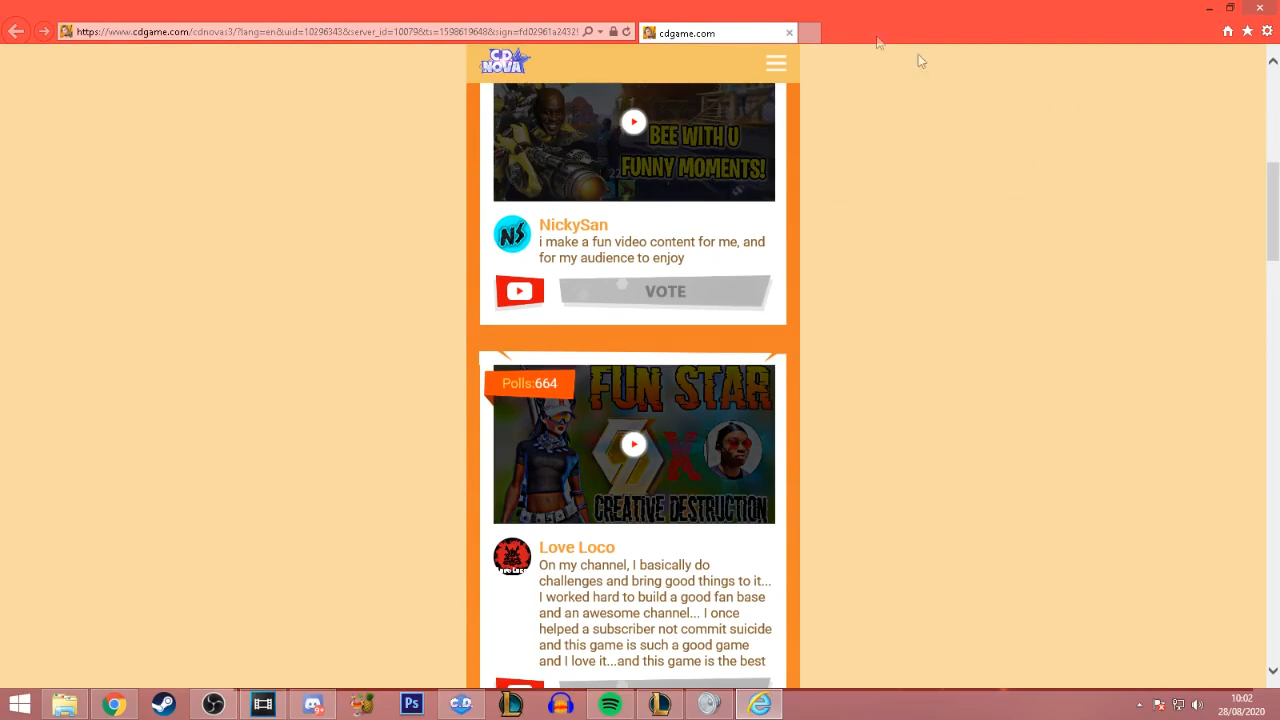 https://www.cdgame.com/cdnovas3/?lang=en&uid=10296343&server_id=10079&ts=1598619648&sign=fd02961a2432
cdgame.com
CD
NOVA
BEE WITH U
FUNNY MOMENTS!
NickySan
i make a fun video content for me, and
for my audience to enjoy
VOTE
Polls:664
FUN STAR
X
CREATIVE DESTRUCTION
NS
Love Loco
On my channel, I basically do
challenges and bring good things to it...
I worked hard to build a good fan base
and an awesome channel... I once
helped a subscriber not commit suicide
and this game is such a good game
and I love it...and this game is the best
Ps
10:02
28/08/2020